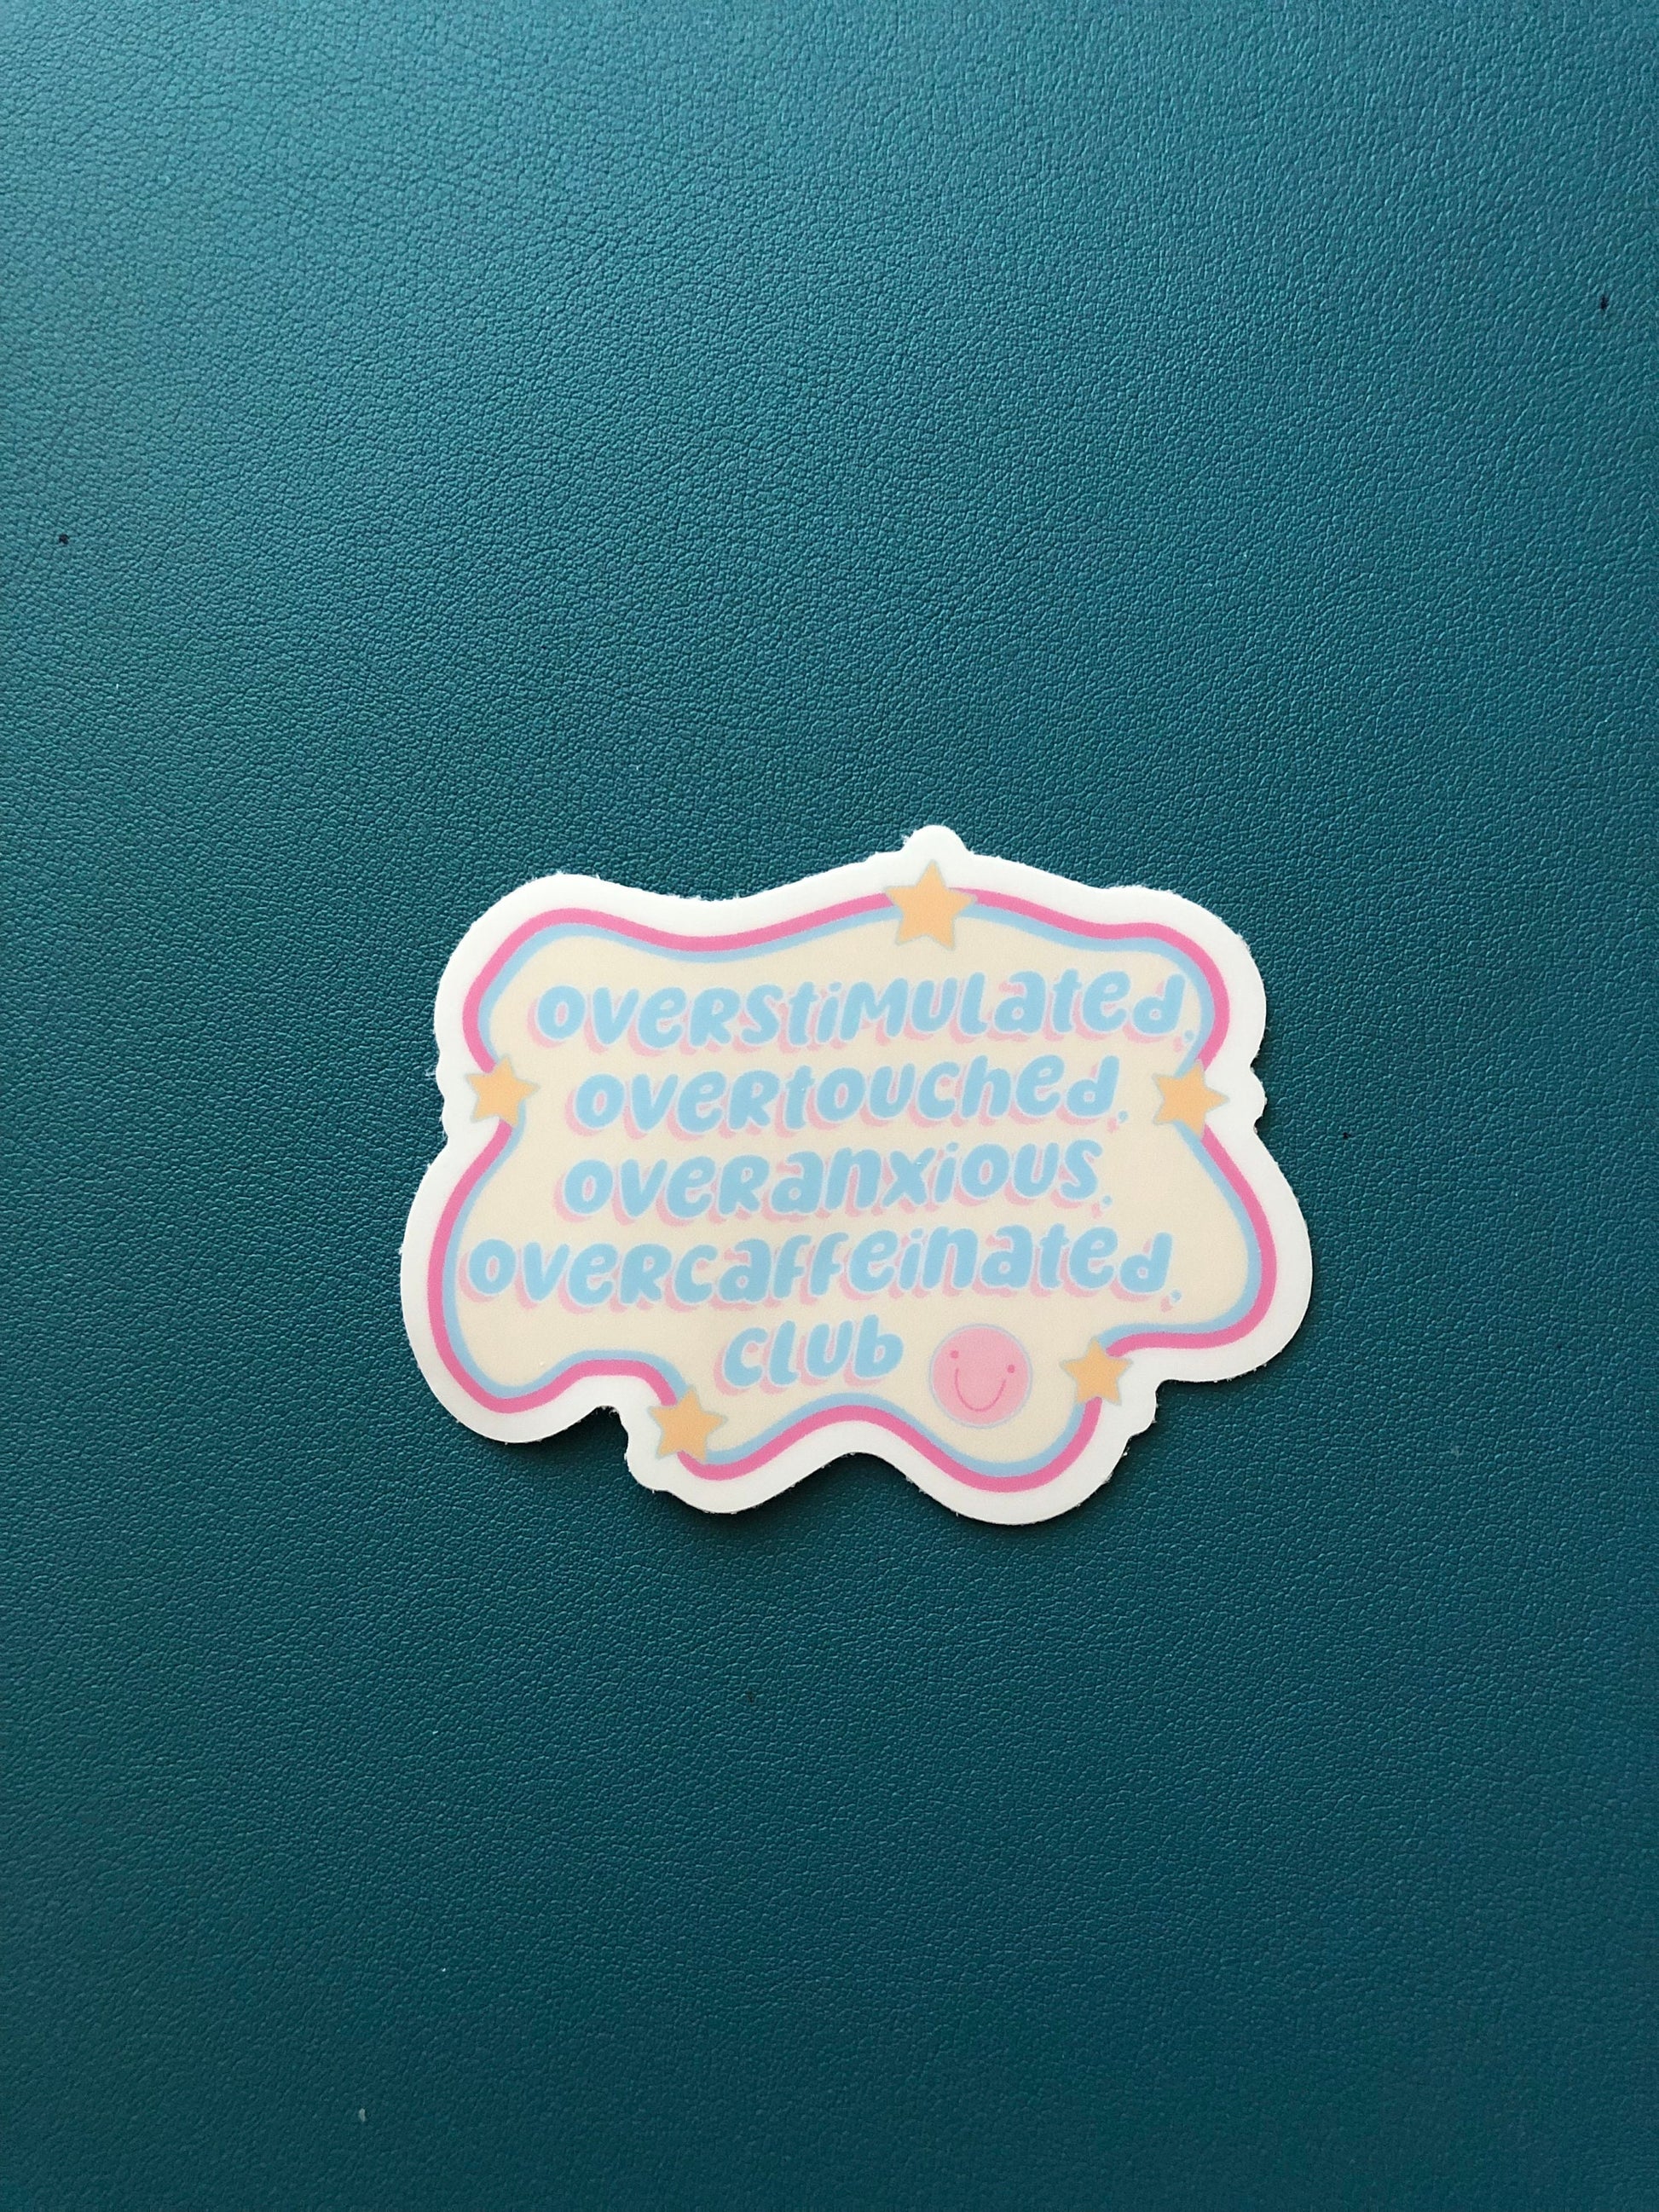 overstimulated,
overtouched,
overanxious,
overcaffeinated,
club